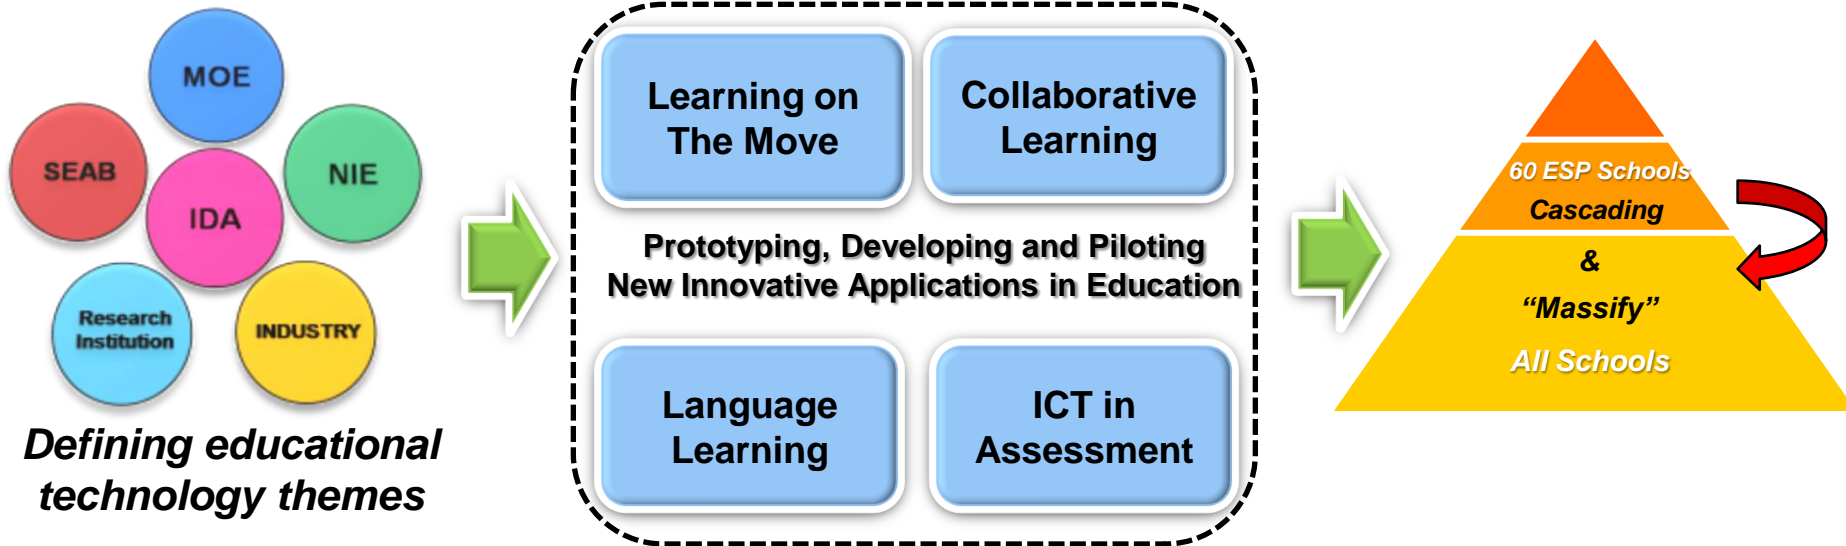 MOE
SEAB
NIE
IDA
Research
Institution
INDUSTRY
Defining educational
technology themes
Learning on
The Move
Collaborative
Learning
Prototyping, Developing and Piloting
New Innovative Applications in Education
Language
Learning
ICT in
Assessment
60 ESP Schools
Cascading
&
“Massify”
All Schools